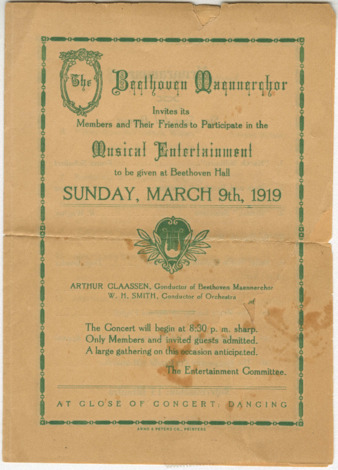 The Beethoven Maennerchor
Invites its
Members and Their Friends to Participate in the
Musical Entertainment
to be given at Beethoven Hall
SUNDAY, MARCH 9th, 1919
ARTHUR CLAASSEN, Conductor of Beethoven Maennerchor
W. H. SMITH, Conductor of Orchestra
The Concert will begin at 8:30 p. m. sharp.
Only Members and invited guests admitted.
A large gathering on this occasion anticipated.
The Entertainment Committee.
AT CLOSE OF CONCERT, DANCING